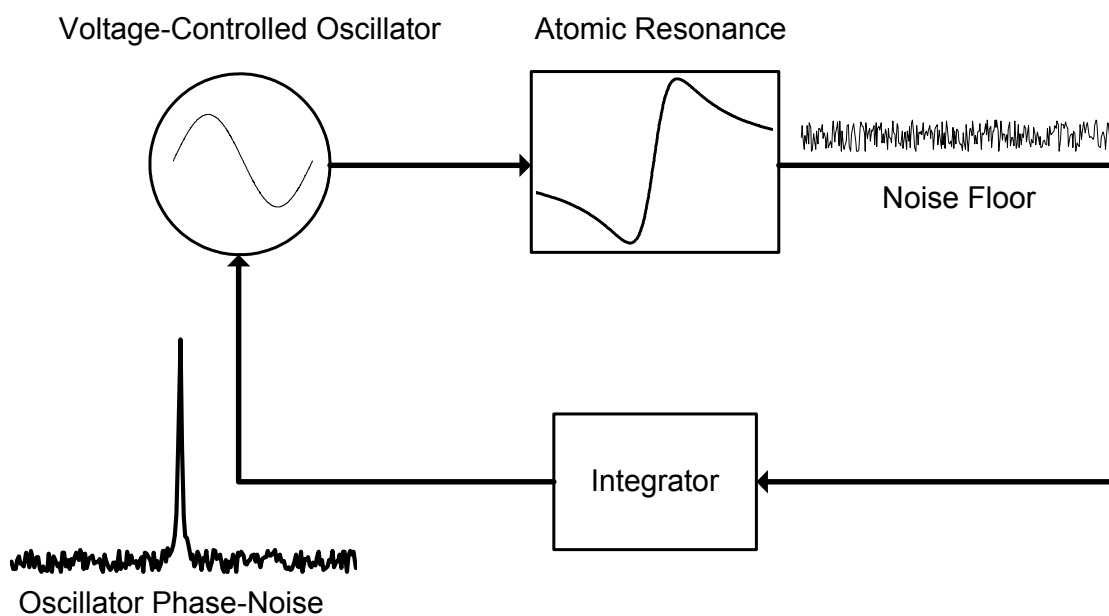 Voltage-Controlled Oscillator
Atomic Resonance
Noise Floor
Integrator
Oscillator Phase-Noise